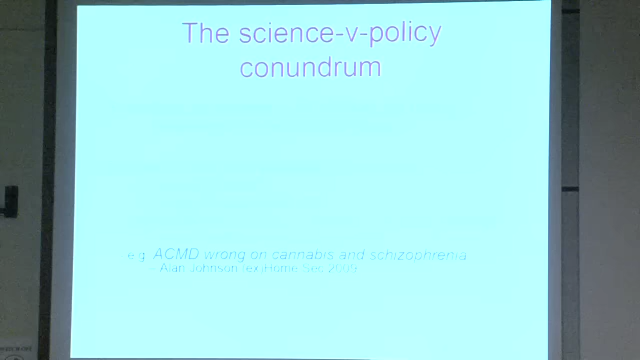 The science-v-policy
conundrum
e.g. ACMD wrong on cannabis and schizophrenia
- Alan Johnson (ex)Home Sec 2009